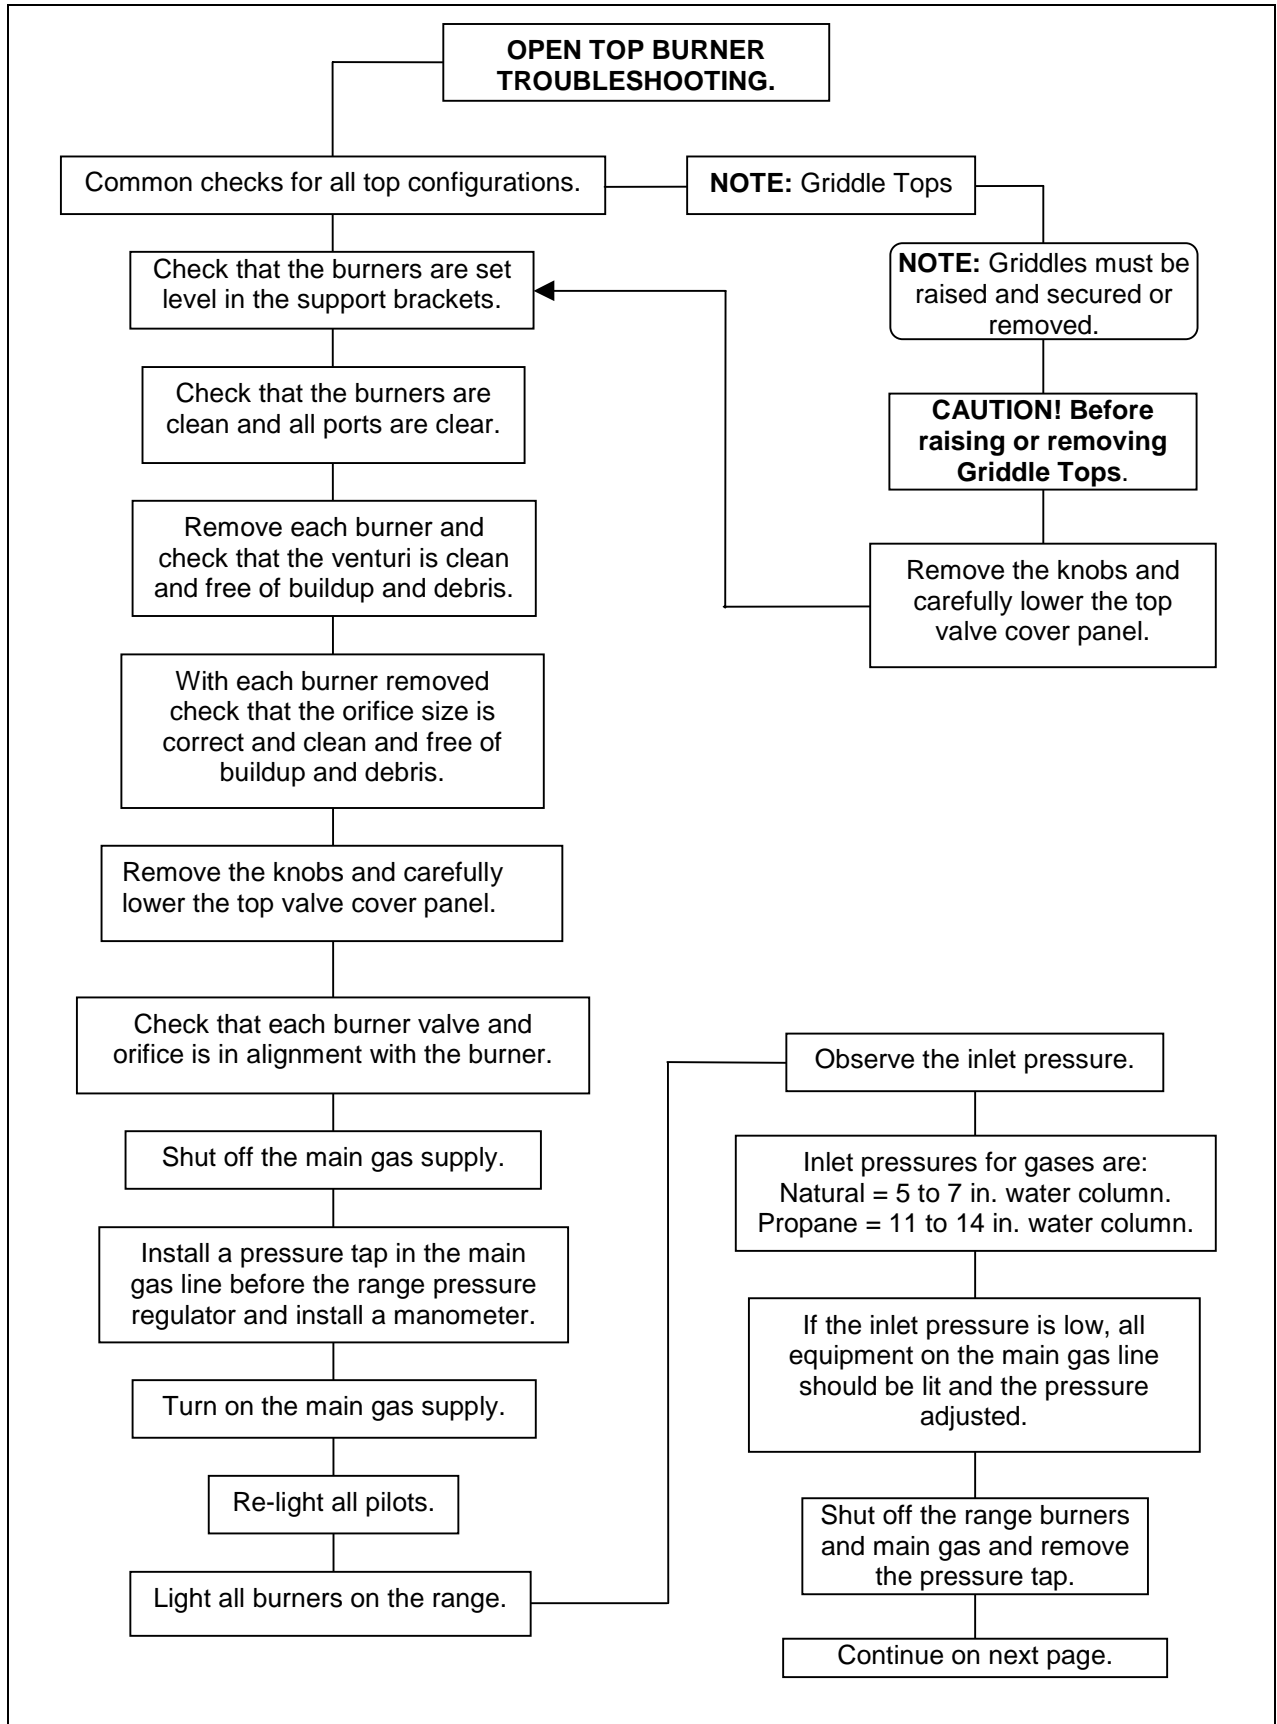 OPEN TOP BURNER
TROUBLESHOOTING.
Common checks for all top configurations.
NOTE: Griddle Tops
NOTE: Griddles must be
raised and secured or
removed.
CAUTION! Before
raising or removing
Griddle Tops.
Remove the knobs and
carefully lower the top
valve cover panel.
Check that the burners are set
level in the support brackets.
Check that the burners are
clean and all ports are clear.
Remove each burner and
check that the venturi is clean
and free of buildup and debris.
With each burner removed
check that the orifice size is
correct and clean and free of
buildup and debris.
Remove the knobs and carefully
lower the top valve cover panel.
Check that each burner valve and
orifice is in alignment with the burner.
Shut off the main gas supply.
Install a pressure tap in the main
gas line before the range pressure
regulator and install a manometer.
Turn on the main gas supply.
Re-light all pilots.
Light all burners on the range.
Observe the inlet pressure.
Inlet pressures for gases are:
Natural = 5 to 7 in. water column.
Propane = 11 to 14 in. water column.
If the inlet pressure is low, all
equipment on the main gas line
should be lit and the pressure
adjusted.
Shut off the range burners
and main gas and remove
the pressure tap.
Continue on next page.